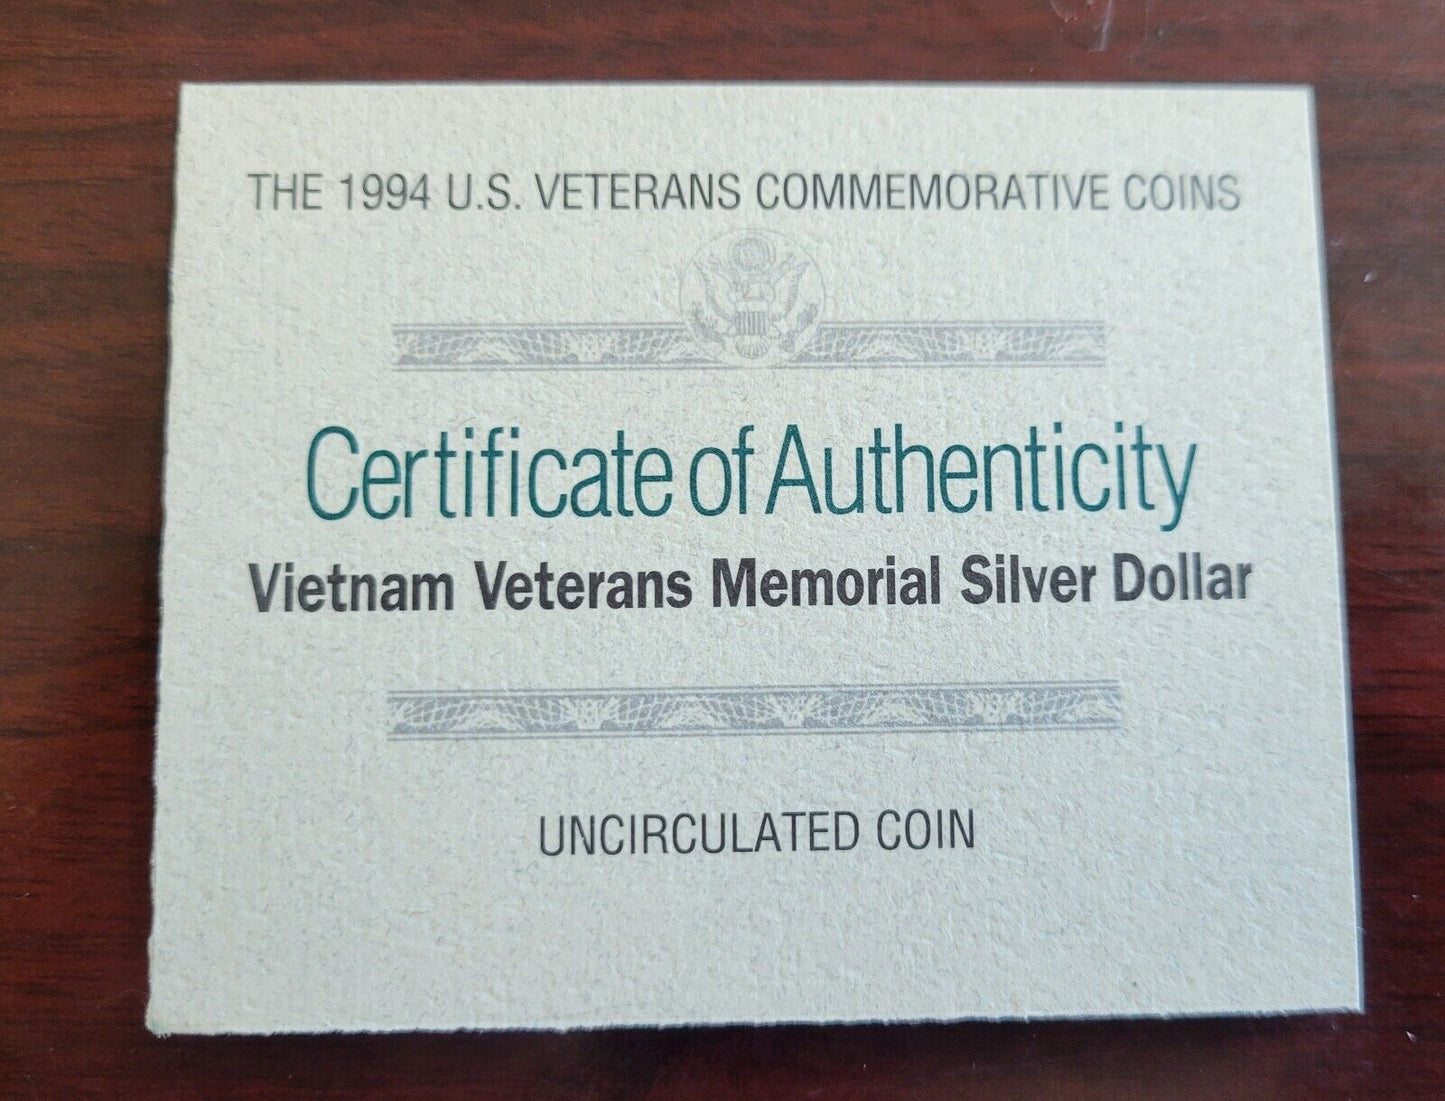 THE 1994 U.S. VETERANS COMMEMORATIVE COINS
Certificate of Authenticity
Vietnam Veterans Memorial Silver Dollar
UNCIRCULATED COIN